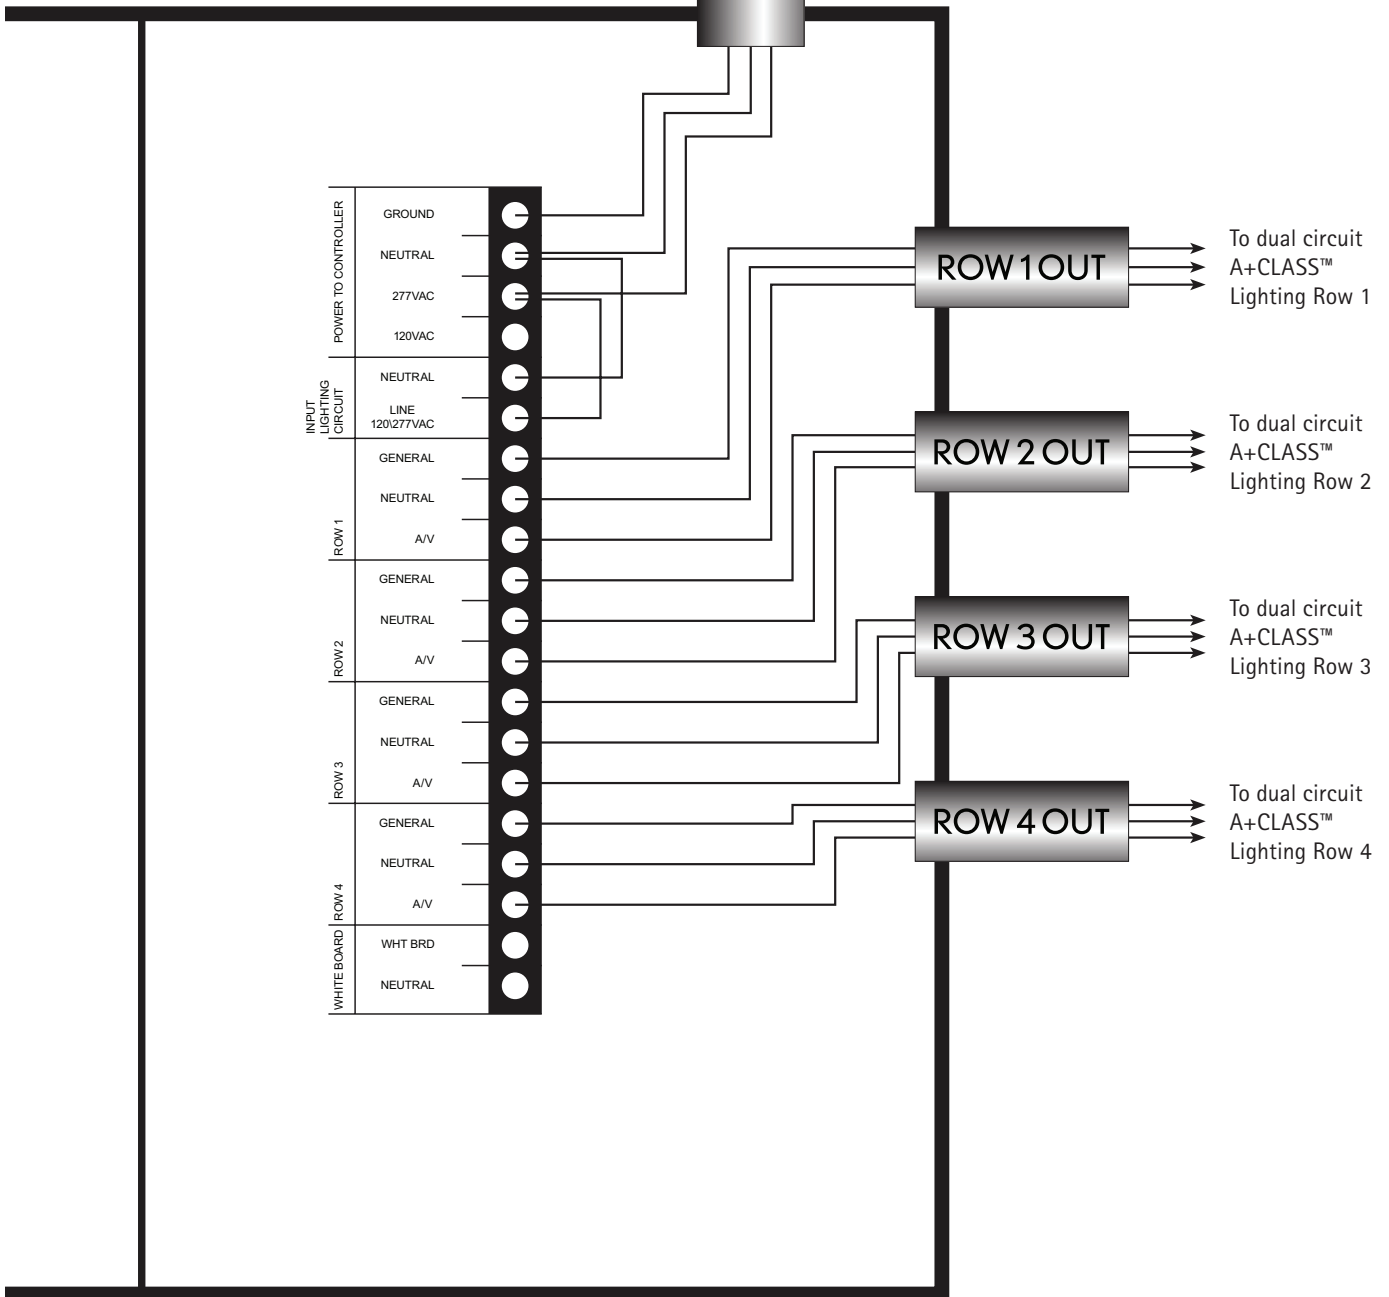 POWER TO CONTROLLER
GROUND
NEUTRAL
277VAC
120VAC
INPUT
LIGHTING
CIRCUIT
NEUTRAL
LINE
120\277VAC
ROW 1
GENERAL
NEUTRAL
A/V
ROW 2
GENERAL
NEUTRAL
A/V
ROW 3
GENERAL
NEUTRAL
A/V
ROW 4
GENERAL
NEUTRAL
A/V
WHITE BOARD
WHT BRD
NEUTRAL
ROW 1 OUT
To dual circuit
A+CLASS™
Lighting Row 1
ROW 2 OUT
To dual circuit
A+CLASS™
Lighting Row 2
ROW 3 OUT
To dual circuit
A+CLASS™
Lighting Row 3
ROW 4 OUT
To dual circuit
A+CLASS™
Lighting Row 4